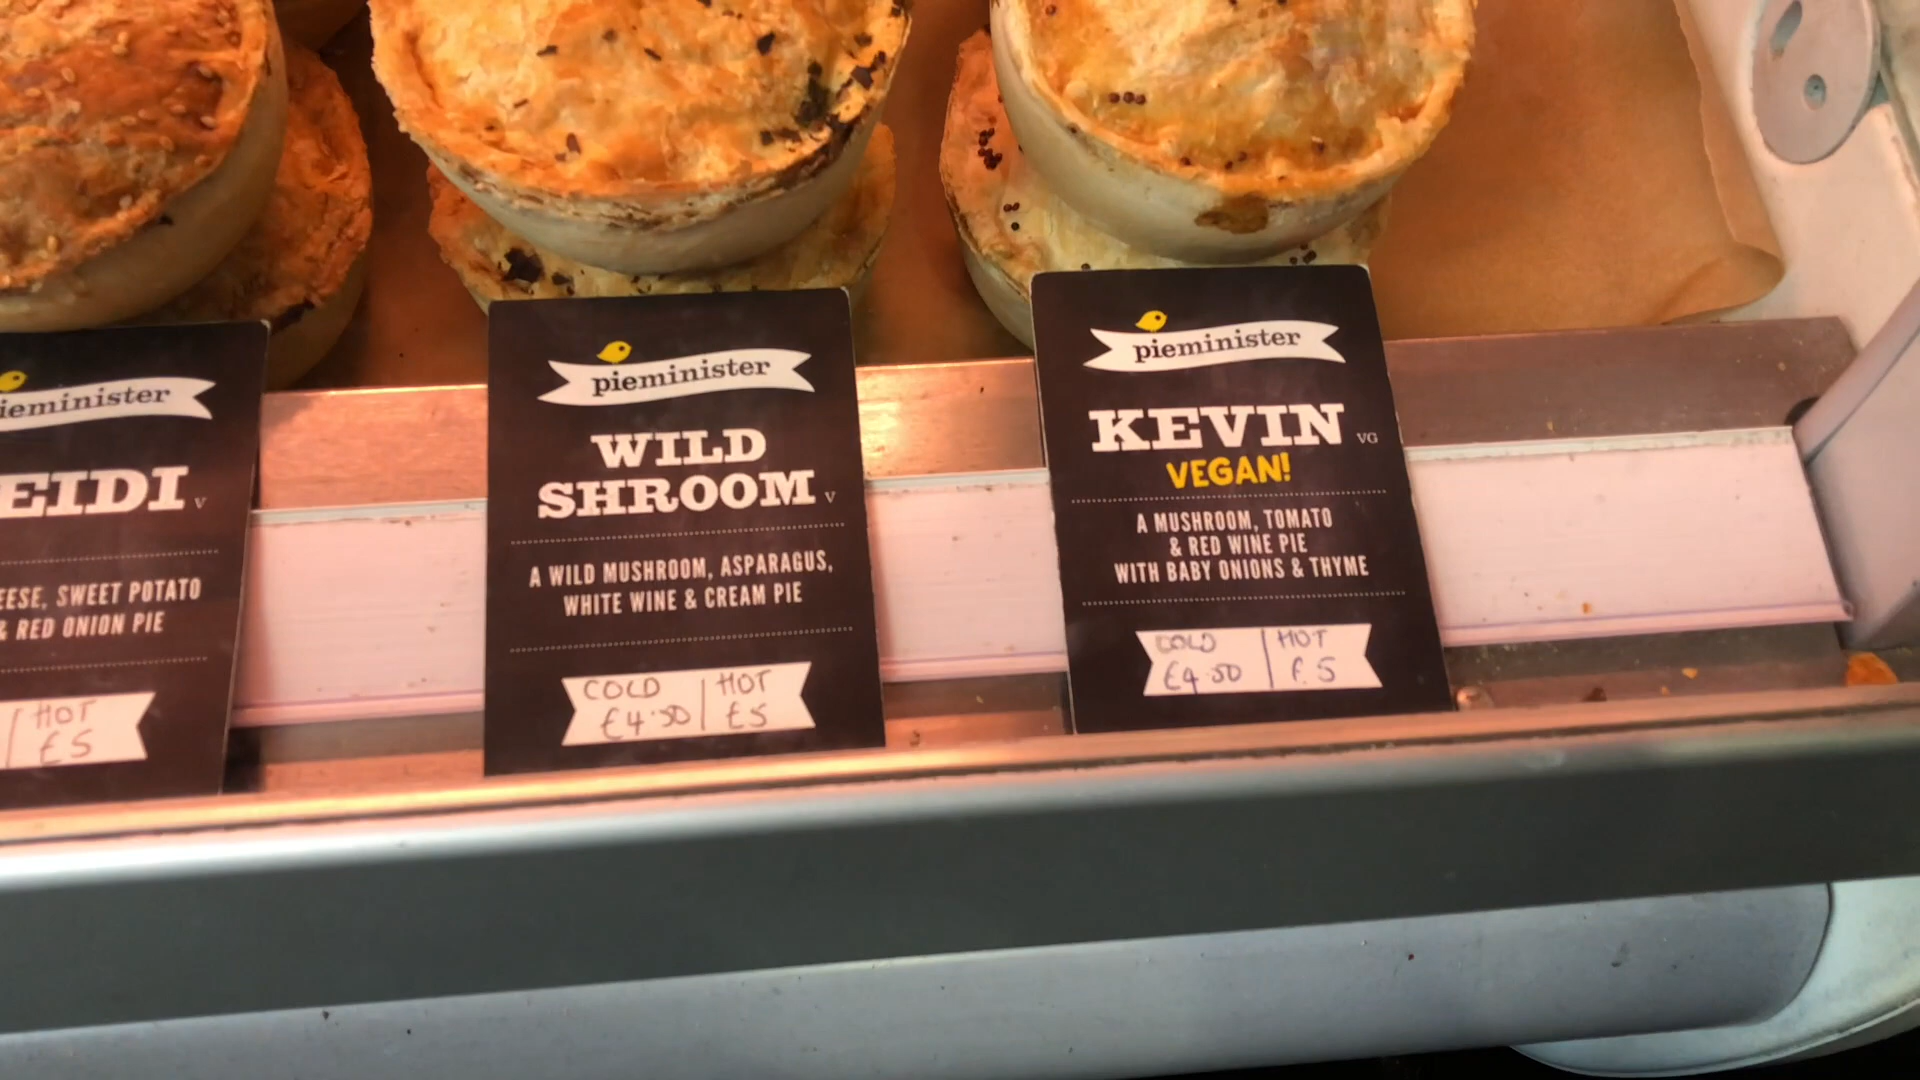 ieminister
EIDI V
EESE, SWEET POTATO
& RED ONION PIE
HOT
£5
pieminister
WILD
SHROOM V
A WILD MUSHROOM, ASPARAGUS,
WHITE WINE & CREAM PIE
COLD | HOT
£4.50 | £5
pieminister
KEVIN VG
VEGAN!
A MUSHROOM, TOMATO
& RED WINE PIE
WITH BABY ONIONS & THYME
COLD | HOT
£4.50 | £5